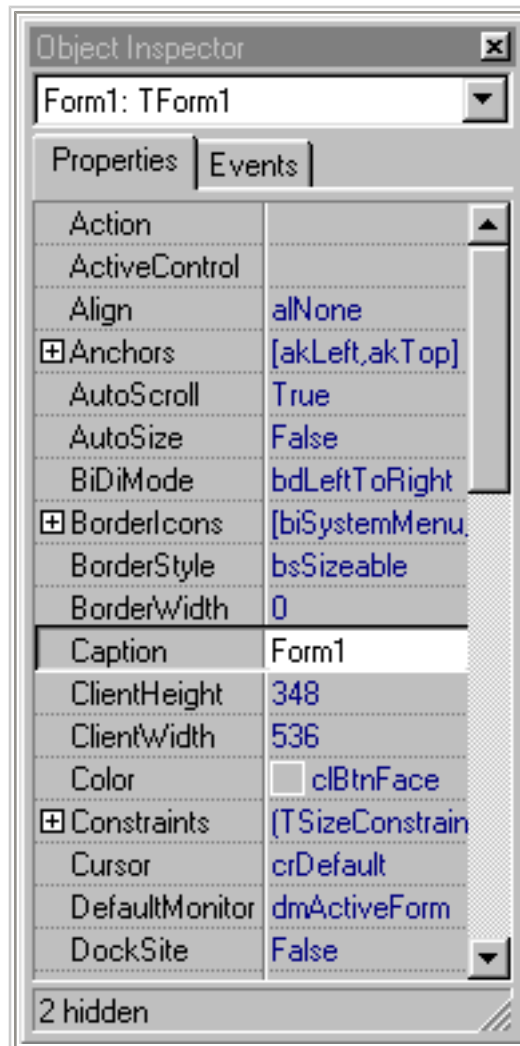 Object Inspector
Form1: TForm1
Properties Events
Action
ActiveControl
Align alNone
Anchors [akLeft,akTop]
AutoScroll True
AutoSize False
BiDiMode bdLeftToRight
BorderIcons [biSystemMenu,
BorderStyle bsSizeable
BorderWidth 0
Caption Form1
ClientHeight 348
ClientWidth 536
Color clBtnFace
Constraints (TSizeConstrain
Cursor crDefault
DefaultMonitor dmActiveForm
DockSite False
2 hidden